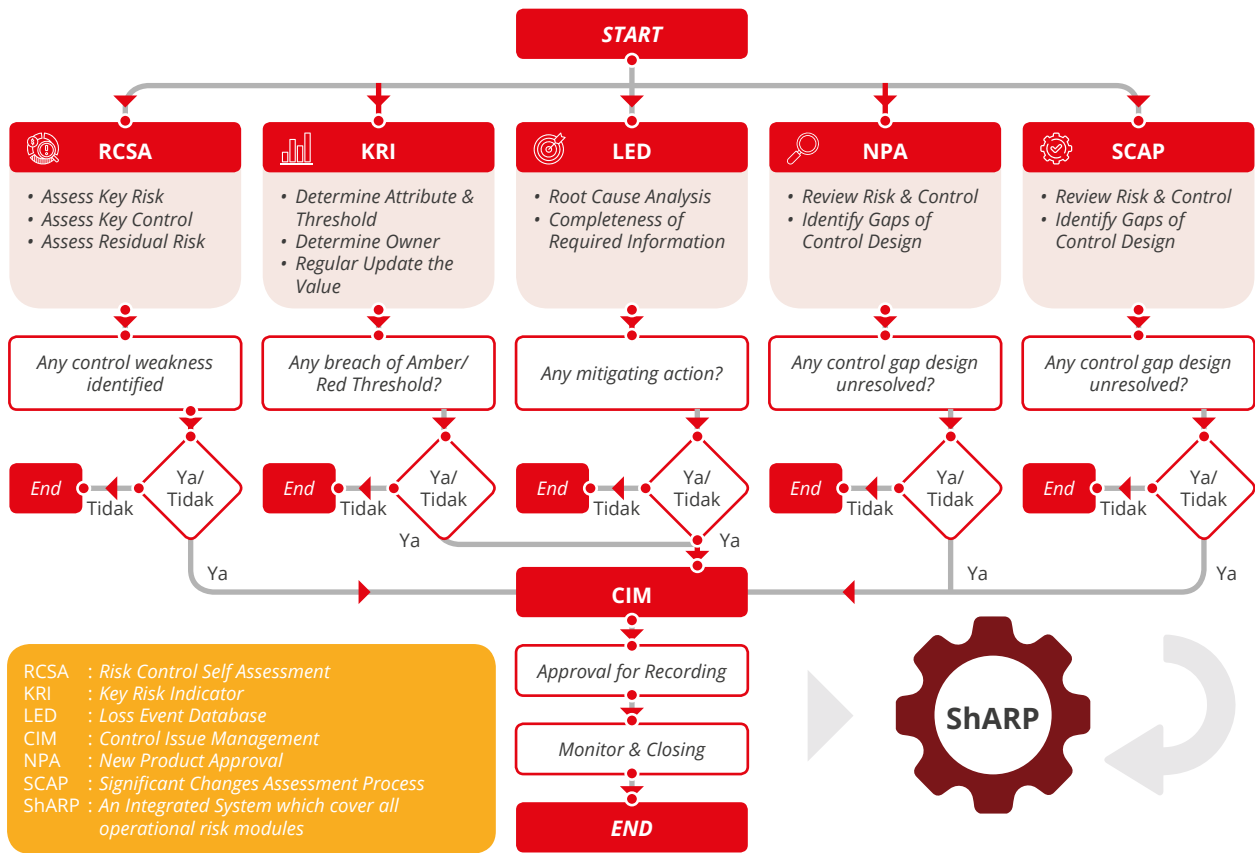 START
RCSA
• Assess Key Risk
• Assess Key Control
• Assess Residual Risk
KRI
• Determine Attribute &
Threshold
• Determine Owner
• Regular Update the
Value
LED
• Root Cause Analysis
• Completeness of
Required Information
NPA
• Review Risk & Control
• Identify Gaps of
Control Design
SCAP
• Review Risk & Control
• Identify Gaps of
Control Design
Any control weakness
identified
Any breach of Amber/
Red Threshold?
Any mitigating action?
Any control gap design
unresolved?
Any control gap design
unresolved?
Ya/
Tidak
End
Tidak
Ya
Ya/
Tidak
End
Tidak
Ya
Ya/
Tidak
End
Tidak
Ya
Ya/
Tidak
End
Tidak
Ya
Ya/
Tidak
End
Tidak
Ya
CIM
Approval for Recording
Monitor & Closing
END
RCSA : Risk Control Self Assessment
KRI : Key Risk Indicator
LED : Loss Event Database
CIM : Control Issue Management
NPA : New Product Approval
SCAP : Significant Changes Assessment Process
ShARP : An Integrated System which cover all
operational risk modules
ShARP